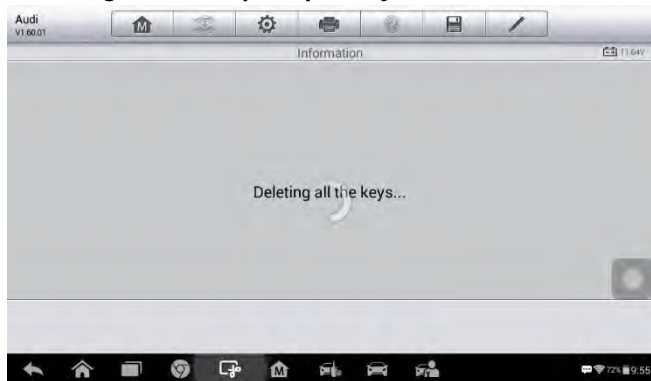 Audi
V1.60.01
Information
11.64V
Deleting all the keys...
72% 9:55